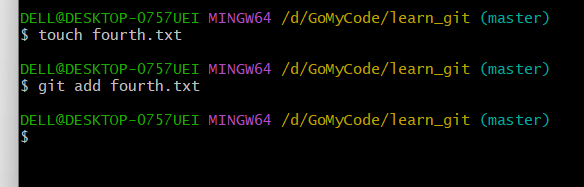 DELL@DESKTOP-0757UEI MINGW64 /d/GoMyCode/learn_git (master)
$ touch fourth.txt
DELL@DESKTOP-0757UEI MINGW64 /d/GoMyCode/learn_git (master)
$ git add fourth.txt
DELL@DESKTOP-0757UEI MINGW64 /d/GoMyCode/learn_git (master)
$